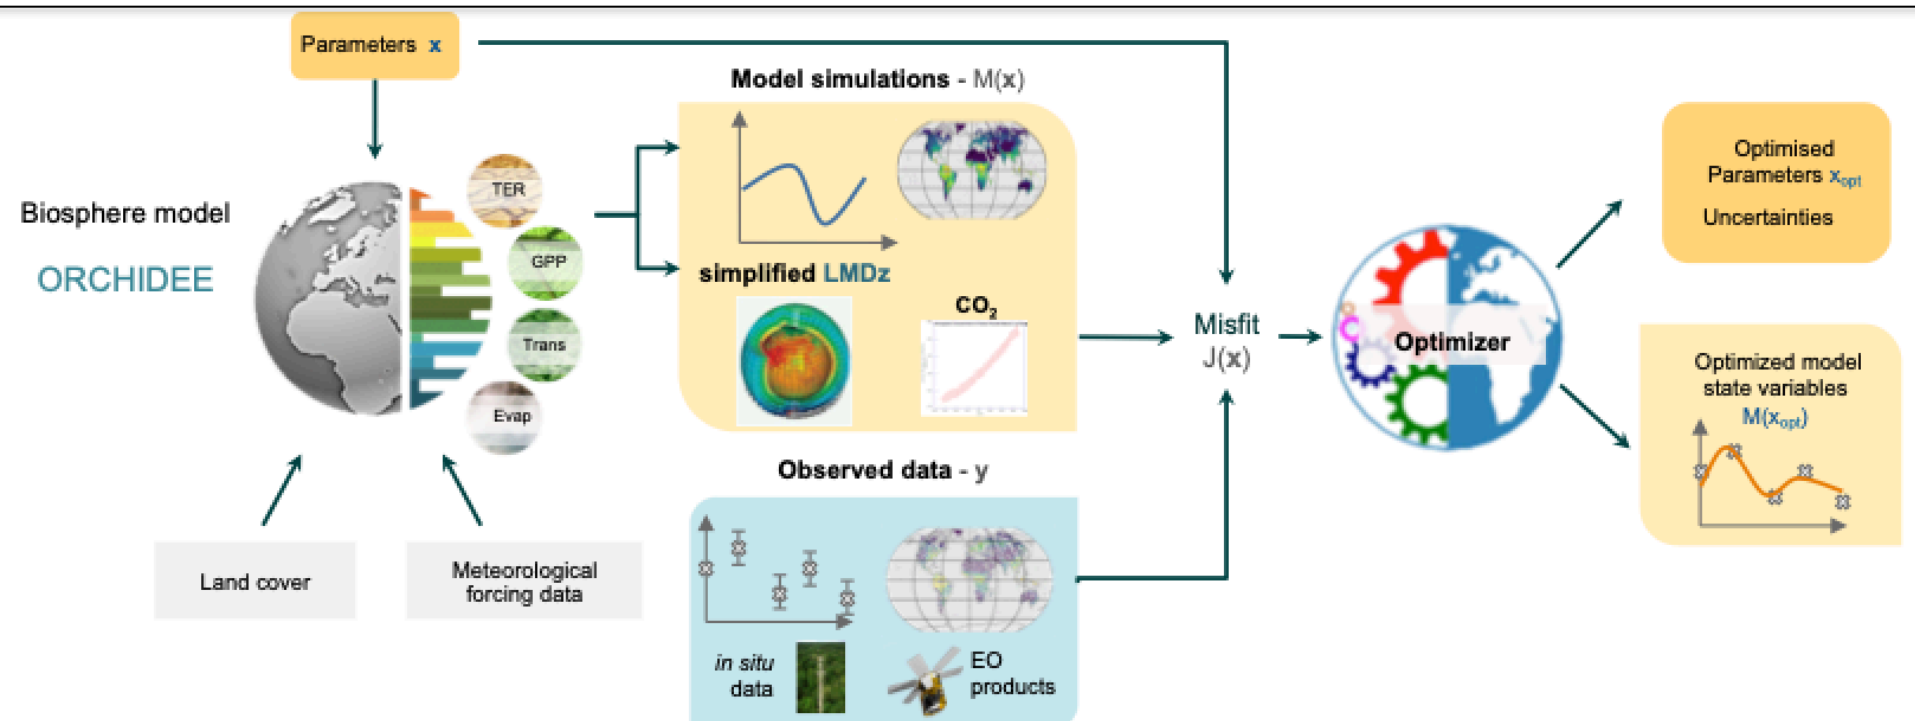 Parameters x
Model simulations - M(x)
TER
Biosphere model
GPP
ORCHIDEE
simplified LMDz
CO2
Trans
Evap
Observed data - y
Land cover
Meteorological
forcing data
in situ
data
EO
products
Misfit
J(x)
Optimizer
Optimised
Parameters xopt
Uncertainties
Optimized model
state variables
M(xopt)